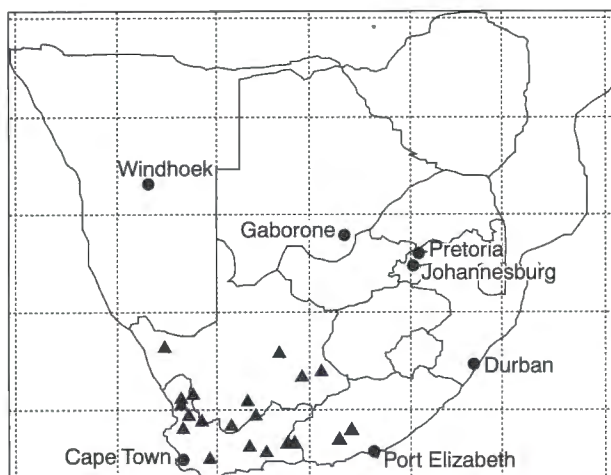 Windhoek
Gaborone
Pretoria
Johannesburg
Durban
Cape Town
Port Elizabeth